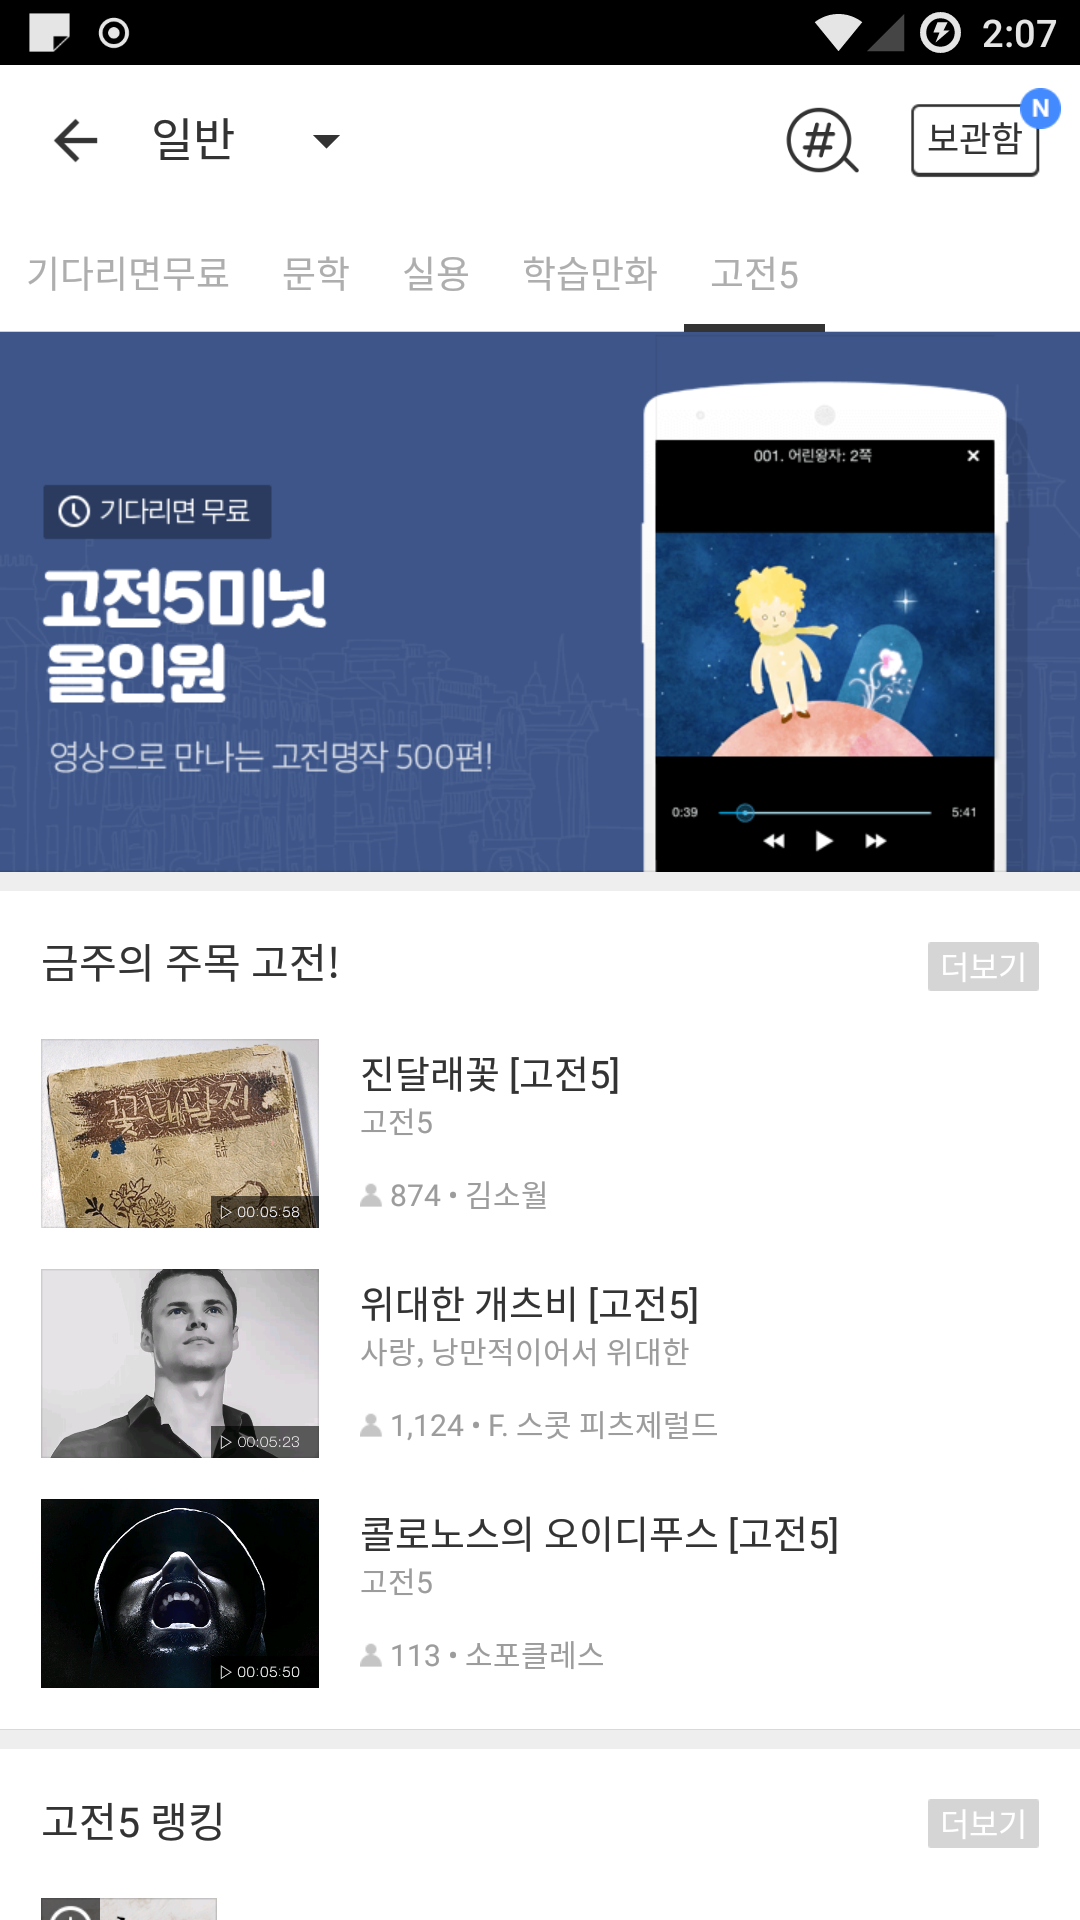 2:07
일반
#
보관함
N
기다리면무료 문학 실용 학습만화 고전5
001. 어린왕자: 2쪽
기다리면 무료
고전5미닛
올인원
영상으로 만나는 고전명작 500편!
0:39
5:41
금주의 주목 고전!
더보기
꽃내달진
集 詩
00:05:58
진달래꽃 [고전5]
고전5
874 • 김소월
00:05:23
위대한 개츠비 [고전5]
사랑, 낭만적이어서 위대한
1,124 • F. 스콧 피츠제럴드
00:05:50
콜로노스의 오이디푸스 [고전5]
고전5
113 • 소포클레스
고전5 랭킹
더보기